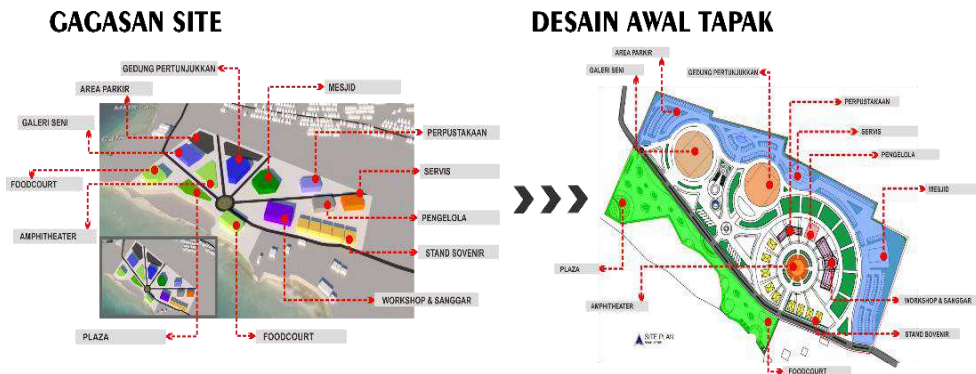 GAGASAN SITE
GEDUNG PERTUNJUKKAN
AREA PARKIR
MESJID
GALERI SENI
PERPUSTAKAAN
FOODCOURT
SERVIS
AMPHITHEATER
PENGELOLA
STAND SOVENIR
WORKSHOP & SANGGAR
PLAZA
FOODCOURT
DESAIN AWAL TAPAK
AREA PARKIR
GALERI SENI
GEDUNG PERTUNJUKKAN
PERPUSTAKAAN
SERVIS
PENGELOLA
MESJID
PLAZA
AMPHITHEATER
WORKSHOP & SANGGAR
STAND SOVENIR
SITE PLAN
FOODCOURT